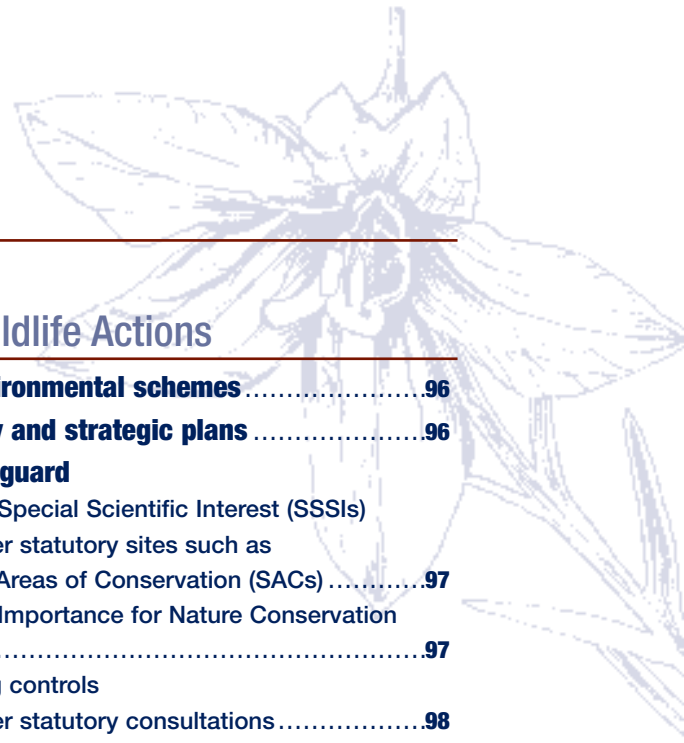 ldlife Actions
ironmental schemes......................96
y and strategic plans.....................96
guard
Special Scientific Interest (SSSIs)
er statutory sites such as
Areas of Conservation (SACs)............97
Importance for Nature Conservation
....................................................97
g controls
er statutory consultations..................98